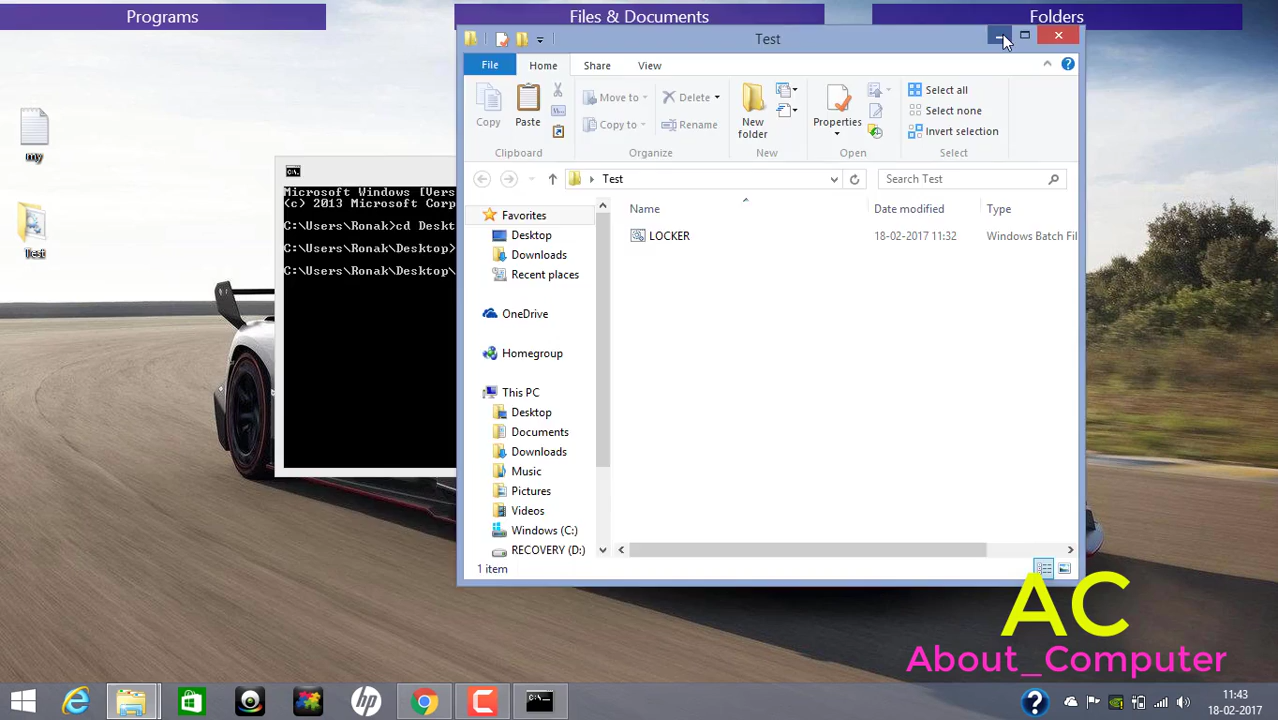 Programs
Files & Documents
Folders
my
Test
Test
File
Home
Share
View
Copy
Paste
Move to
Copy to
Delete
Rename
New
folder
Properties
Select all
Select none
Invert selection
Clipboard
Organize
New
Open
Select
Test
Search Test
Name
Date modified
Type
LOCKER
18-02-2017 11:32
Windows Batch Fil
Favorites
Desktop
Downloads
Recent places
OneDrive
Homegroup
This PC
Desktop
Documents
Downloads
Music
Pictures
Videos
Windows (C:)
RECOVERY (D:)
1 item
C:\.
Microsoft Windows [Vers
(c) 2013 Microsoft Corp
C:\Users\Ronak>cd Deskt
C:\Users\Ronak\Desktop>
C:\Users\Ronak\Desktop\
AC
About_Computer
hp
11:43
18-02-2017